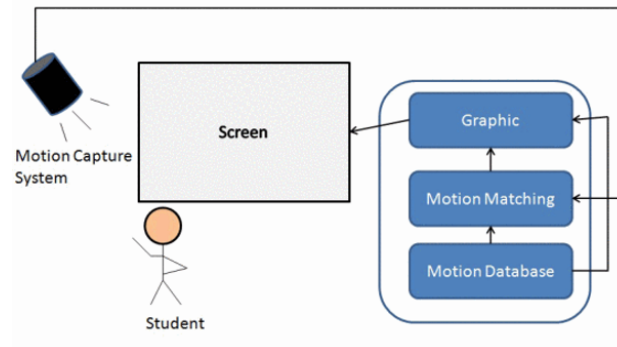 Screen
Graphic
Motion Capture
System
Motion Matching
Motion Database
Student